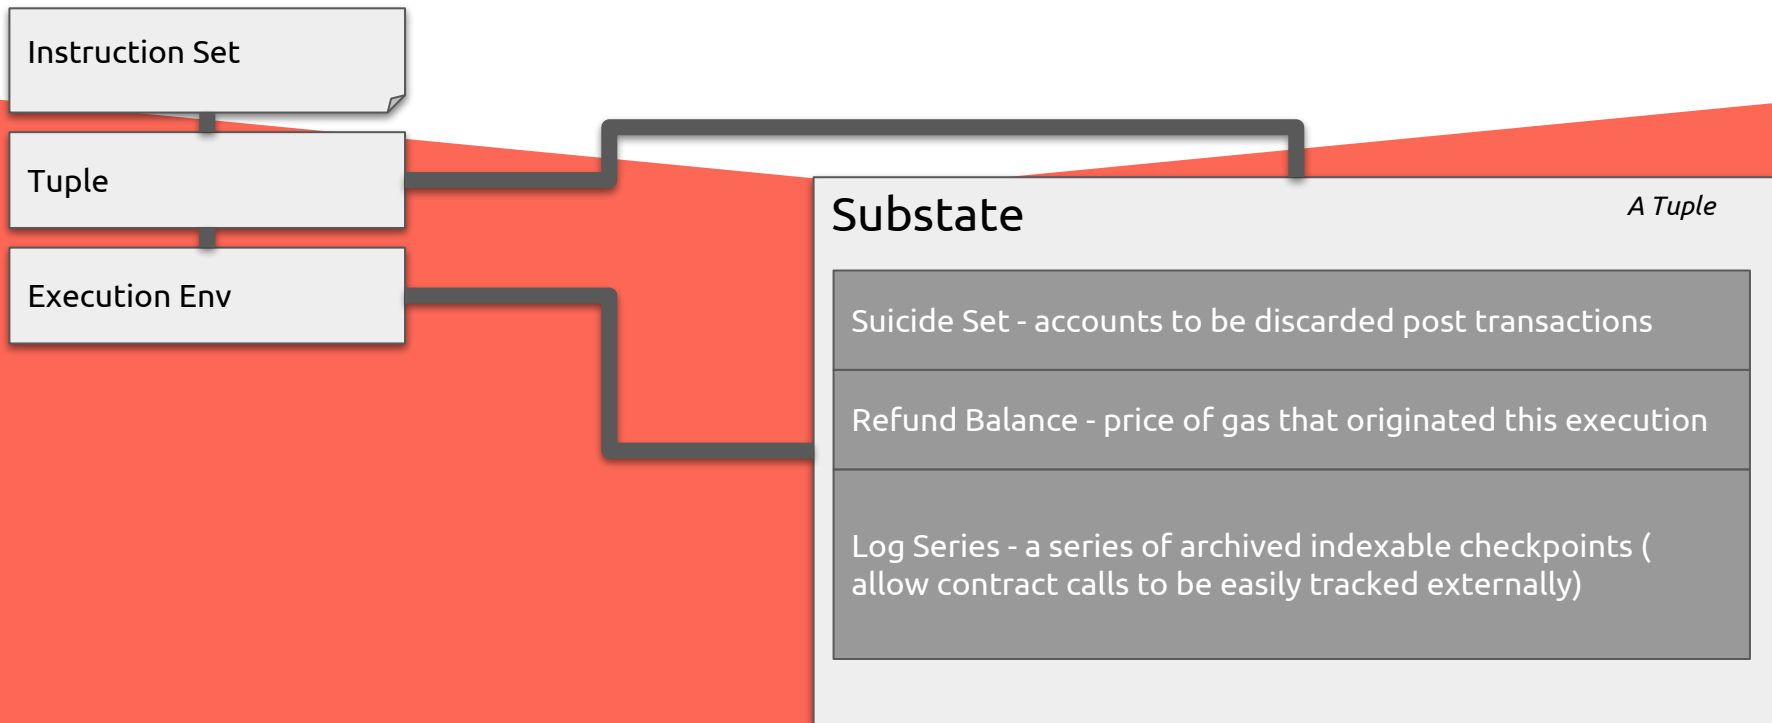 Instruction Set
Tuple
Execution Env
Substate
A Tuple
Suicide Set - accounts to be discarded post transactions
Refund Balance - price of gas that originated this execution
Log Series - a series of archived indexable checkpoints (
allow contract calls to be easily tracked externally)